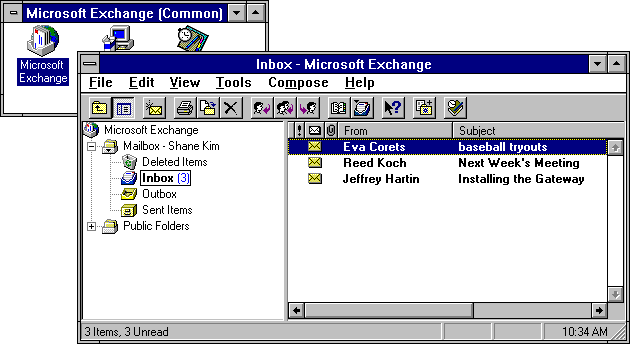 Microsoft Exchange (Common)
Microsoft
Exchange
Inbox - Microsoft Exchange
File Edit View Tools Compose Help
! From Subject
Microsoft Exchange
Mailbox - Shane Kim
Deleted Items
Inbox (3)
Outbox
Sent Items
Public Folders
Eva Corets baseball tryouts
Reed Koch Next Week's Meeting
Jeffrey Hartin Installing the Gateway
3 Items, 3 Unread 10:34 AM